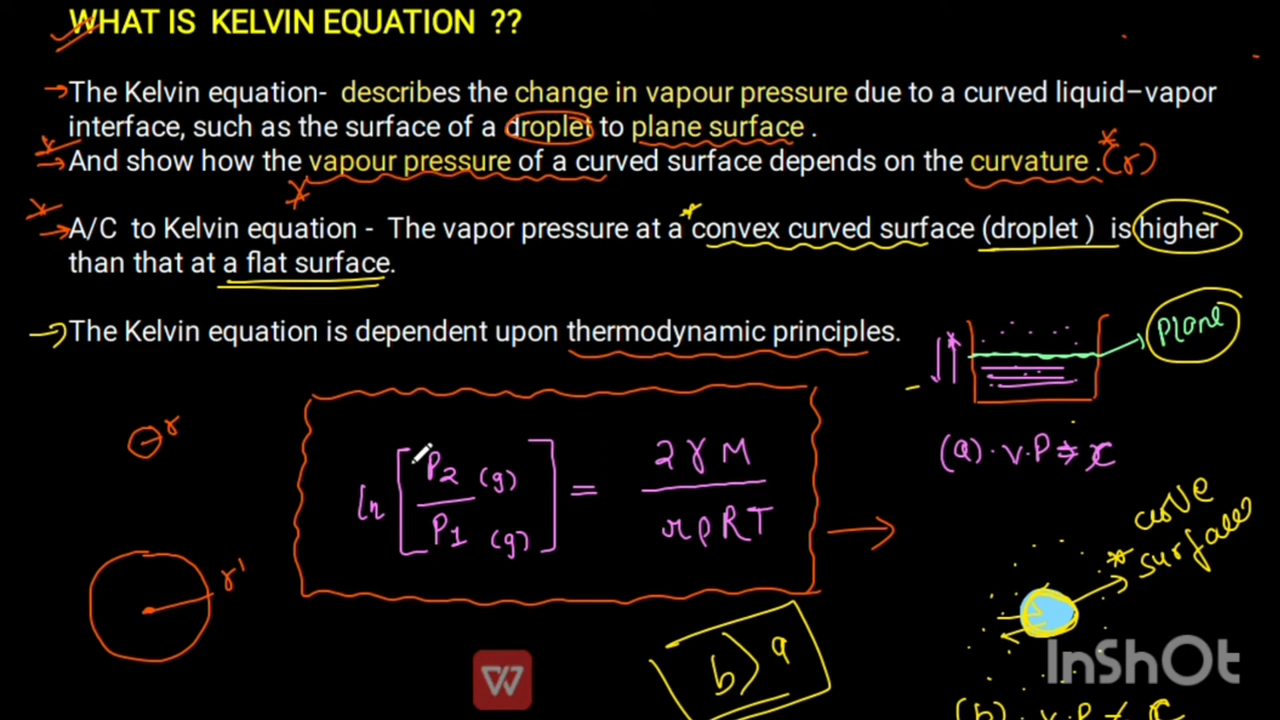 WHAT IS KELVIN EQUATION ??
The Kelvin equation- describes the change in vapour pressure due to a curved liquid–vapor
interface, such as the surface of a droplet to plane surface .
And show how the vapour pressure of a curved surface depends on the curvature . (r)
A/C to Kelvin equation - The vapor pressure at a convex curved surface (droplet ) is higher
than that at a flat surface.
The Kelvin equation is dependent upon thermodynamic principles.
plane
r
ln [P2 (g) / P1 (g)] = 2γM / rρRT
(a). V.P ⇒ x
curve
surface
r'
b > a
InShOt
(b). V.P